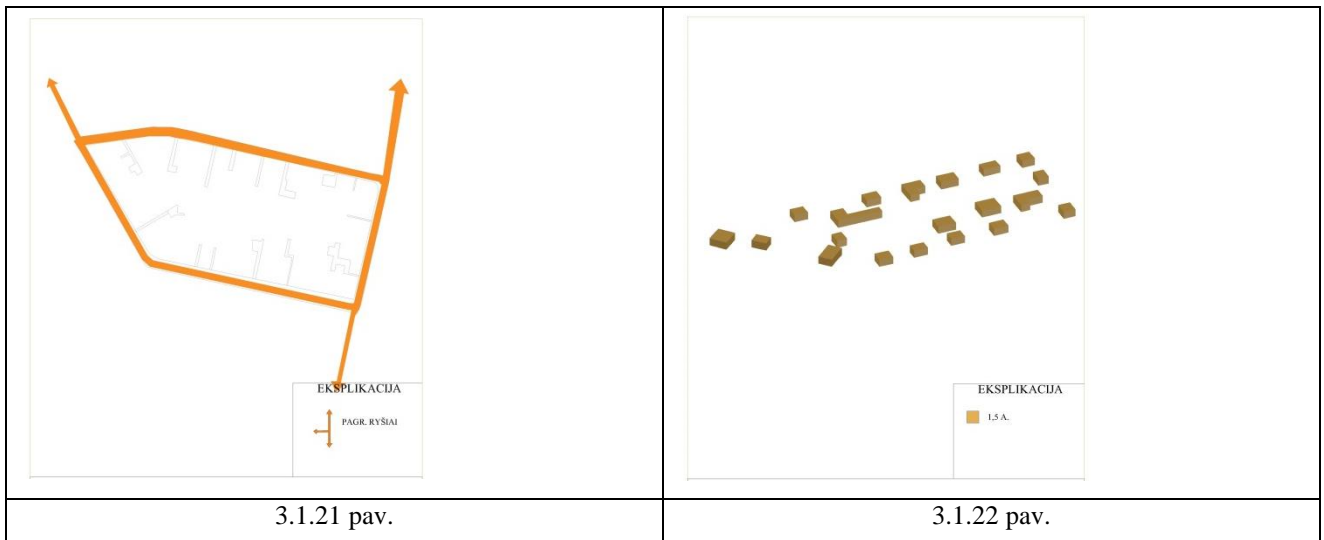 EKSPLIKACIJA
PAGR. RYŠIAI
EKSPLIKACIJA
1,5 A.
3.1.21 pav.
3.1.22 pav.